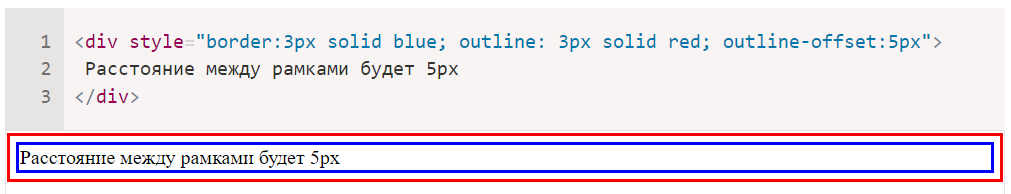 1 <div style="border:3px solid blue; outline: 3px solid red; outline-offset:5px">
2 Расстояние между рамками будет 5px
3 </div>
Расстояние между рамками будет 5px